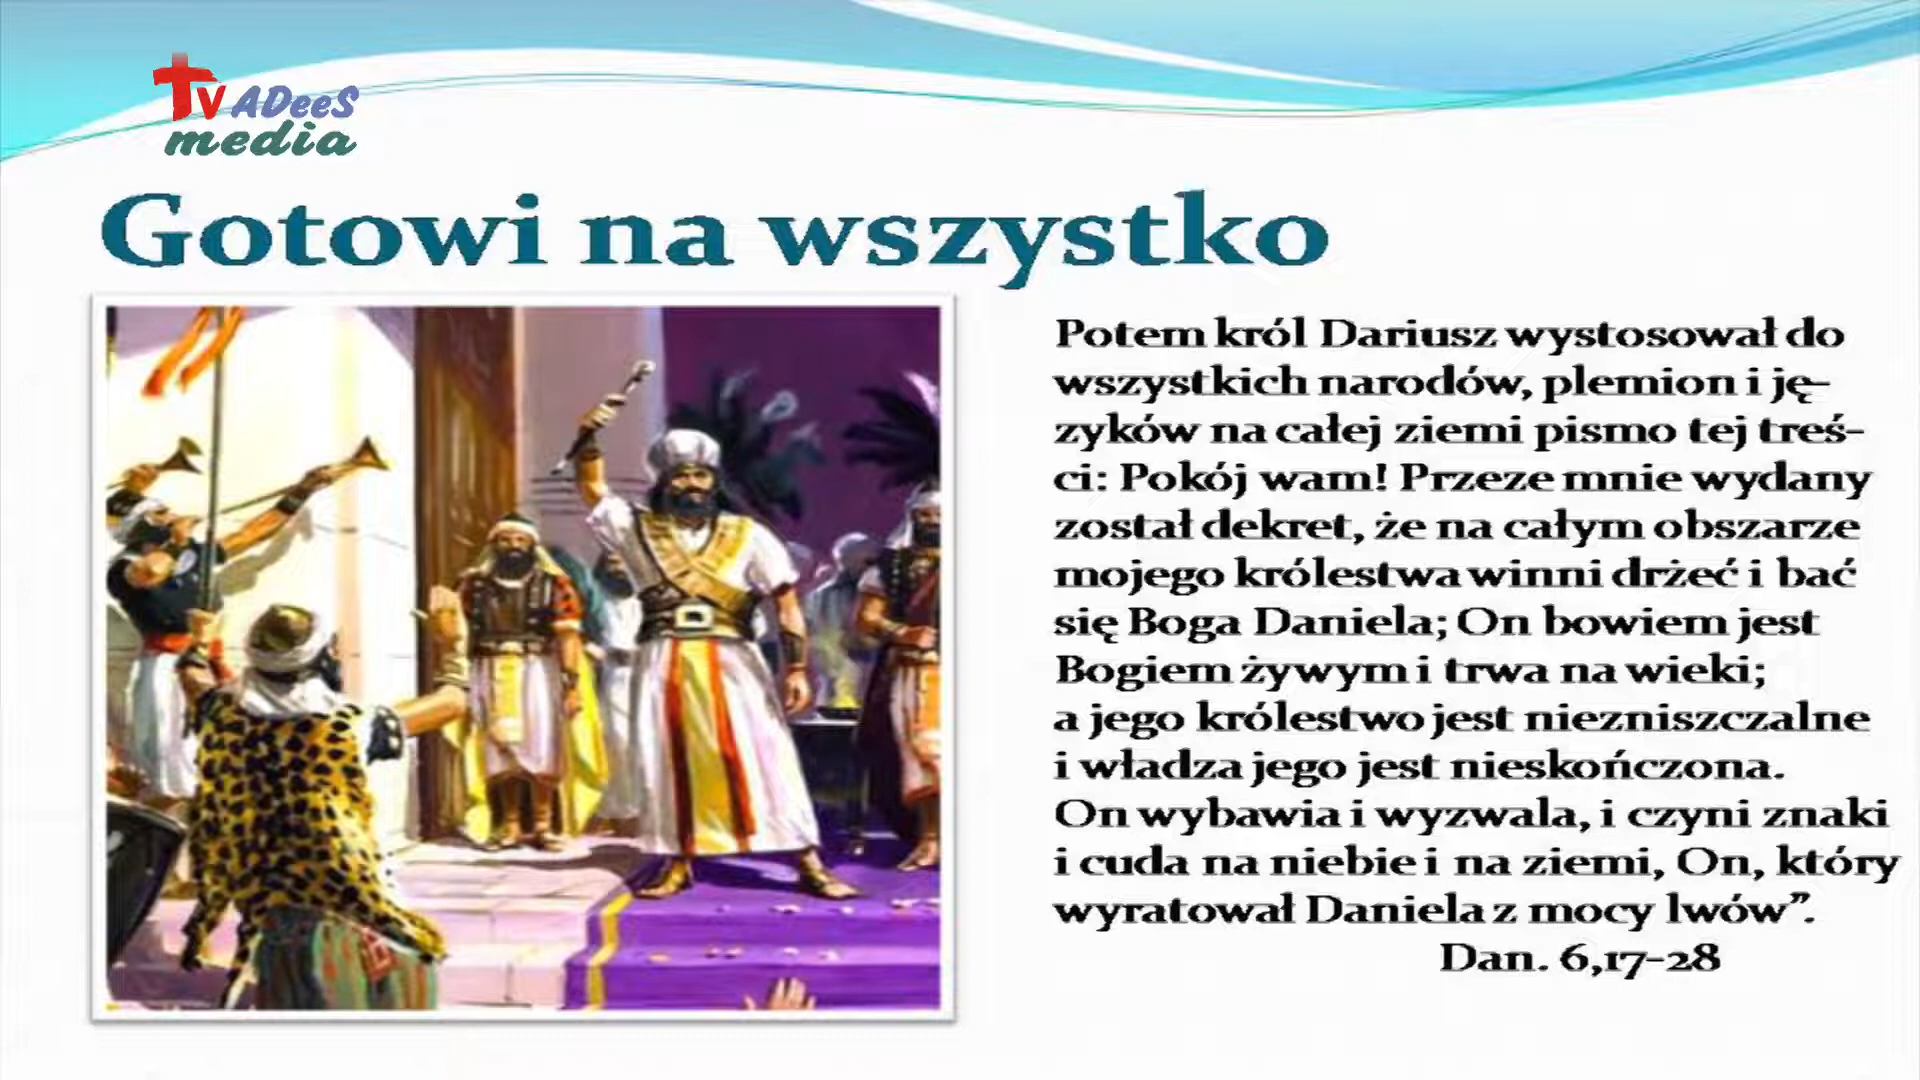 TV ADeeS
media
Gotowi na wszystko
Potem król Dariusz wystosował do
wszystkich narodów, plemion i ję-
zyków na całej ziemi pismo tej treś-
ci: Pokój wam! Przeze mnie wydany
został dekret, że na całym obszarze
mojego królestwa winni drżeć i bać
się Boga Daniela; On bowiem jest
Bogiem żywym i trwa na wieki;
a jego królestwo jest niezniszczalne
i władza jego jest nieskończona.
On wybawia i wyzwala, i czyni znaki
i cuda na niebie i na ziemi, On, który
wyratował Daniela z mocy lwów”.
Dan. 6,17-28